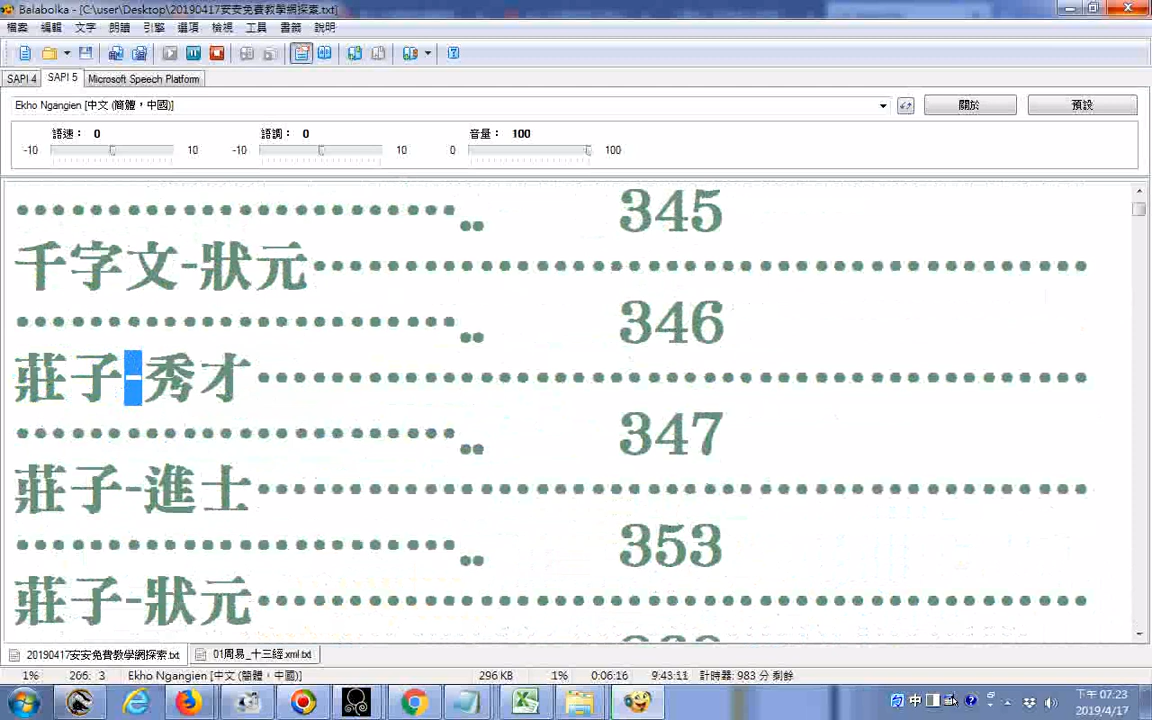 Balabolka - [C:\user\Desktop\20190417安安免費教學網探索.txt]
檔案 編輯 文字 朗讀 引擎 選項 檢視 工具 書籤 說明
SAPI 4 SAPI 5 Microsoft Speech Platform
Ekho Ngangien [中文 (簡體，中國)] 關於 預設
語速： 0 語調： 0 音量： 100
-10 10 -10 10 0 100
•••••••••••••••••••••••• .. 345
千字文-狀元••••••••••••••••••••••••••••••••••••••••••
•••••••••••••••••••••••• .. 346
莊子-秀才•••••••••••••••••••••••••••••••••••••••••••••
•••••••••••••••••••••••• .. 347
莊子-進士•••••••••••••••••••••••••••••••••••••••••••••
•••••••••••••••••••••••• .. 353
莊子-狀元•••••••••••••••••••••••••••••••••••••••••••••
20190417安安免費教學網探索.txt 01周易_十三經.xml.txt
1% 266: 3 Ekho Ngangien [中文 (簡體，中國)] 296 KB 1% 0:06:16 9:43:11 計時器: 983 分 剩餘
中 下午 07:23
2019/4/17